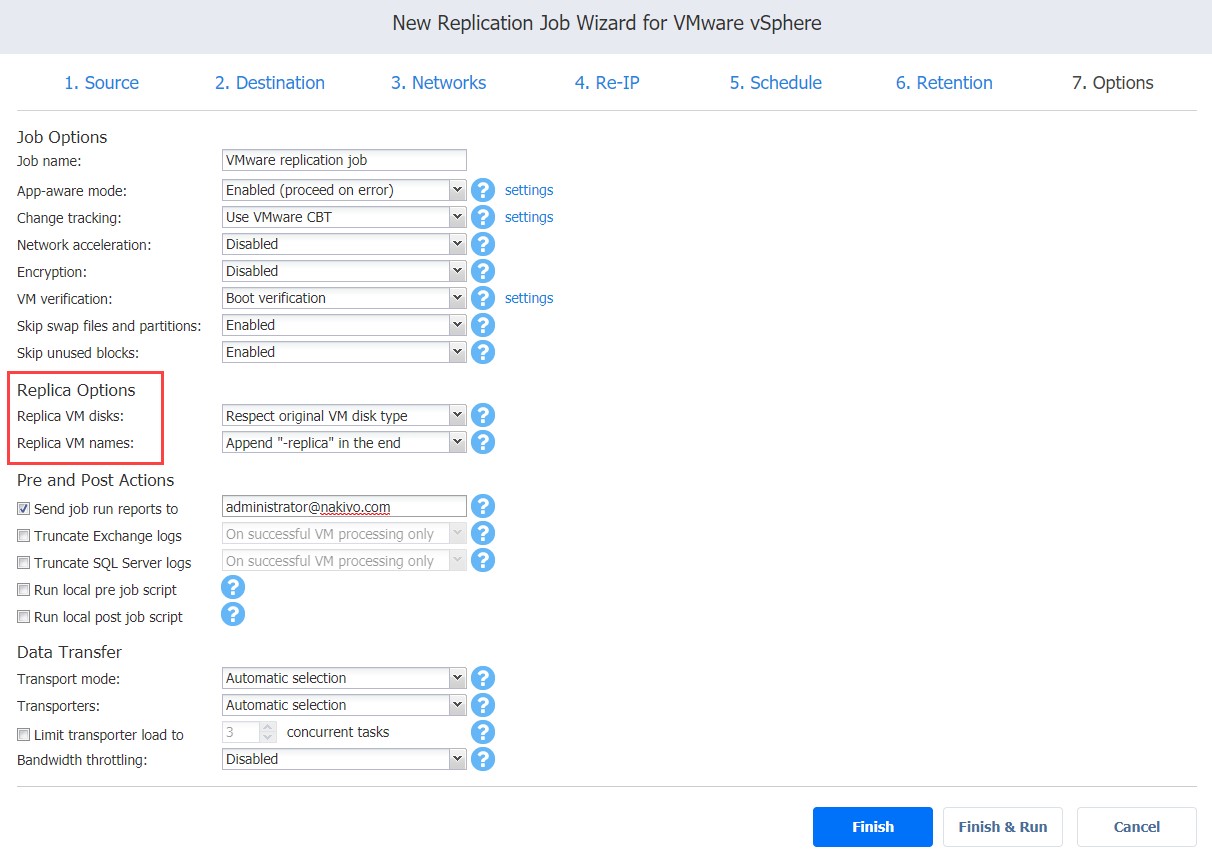 New Replication Job Wizard for VMware vSphere
1. Source 2. Destination 3. Networks 4. Re-IP 5. Schedule 6. Retention 7. Options
Job Options
Job name: VMware replication job
App-aware mode: Enabled (proceed on error) ? settings
Change tracking: Use VMware CBT ? settings
Network acceleration: Disabled ?
Encryption: Disabled ?
VM verification: Boot verification ? settings
Skip swap files and partitions: Enabled ?
Skip unused blocks: Enabled ?
Replica Options
Replica VM disks: Respect original VM disk type ?
Replica VM names: Append "-replica" in the end ?
Pre and Post Actions
Send job run reports to administrator@nakivo.com ?
Truncate Exchange logs On successful VM processing only ?
Truncate SQL Server logs On successful VM processing only ?
Run local pre job script ?
Run local post job script ?
Data Transfer
Transport mode: Automatic selection ?
Transporters: Automatic selection ?
Limit transporter load to 3 concurrent tasks ?
Bandwidth throttling: Disabled ?
Finish Finish & Run Cancel